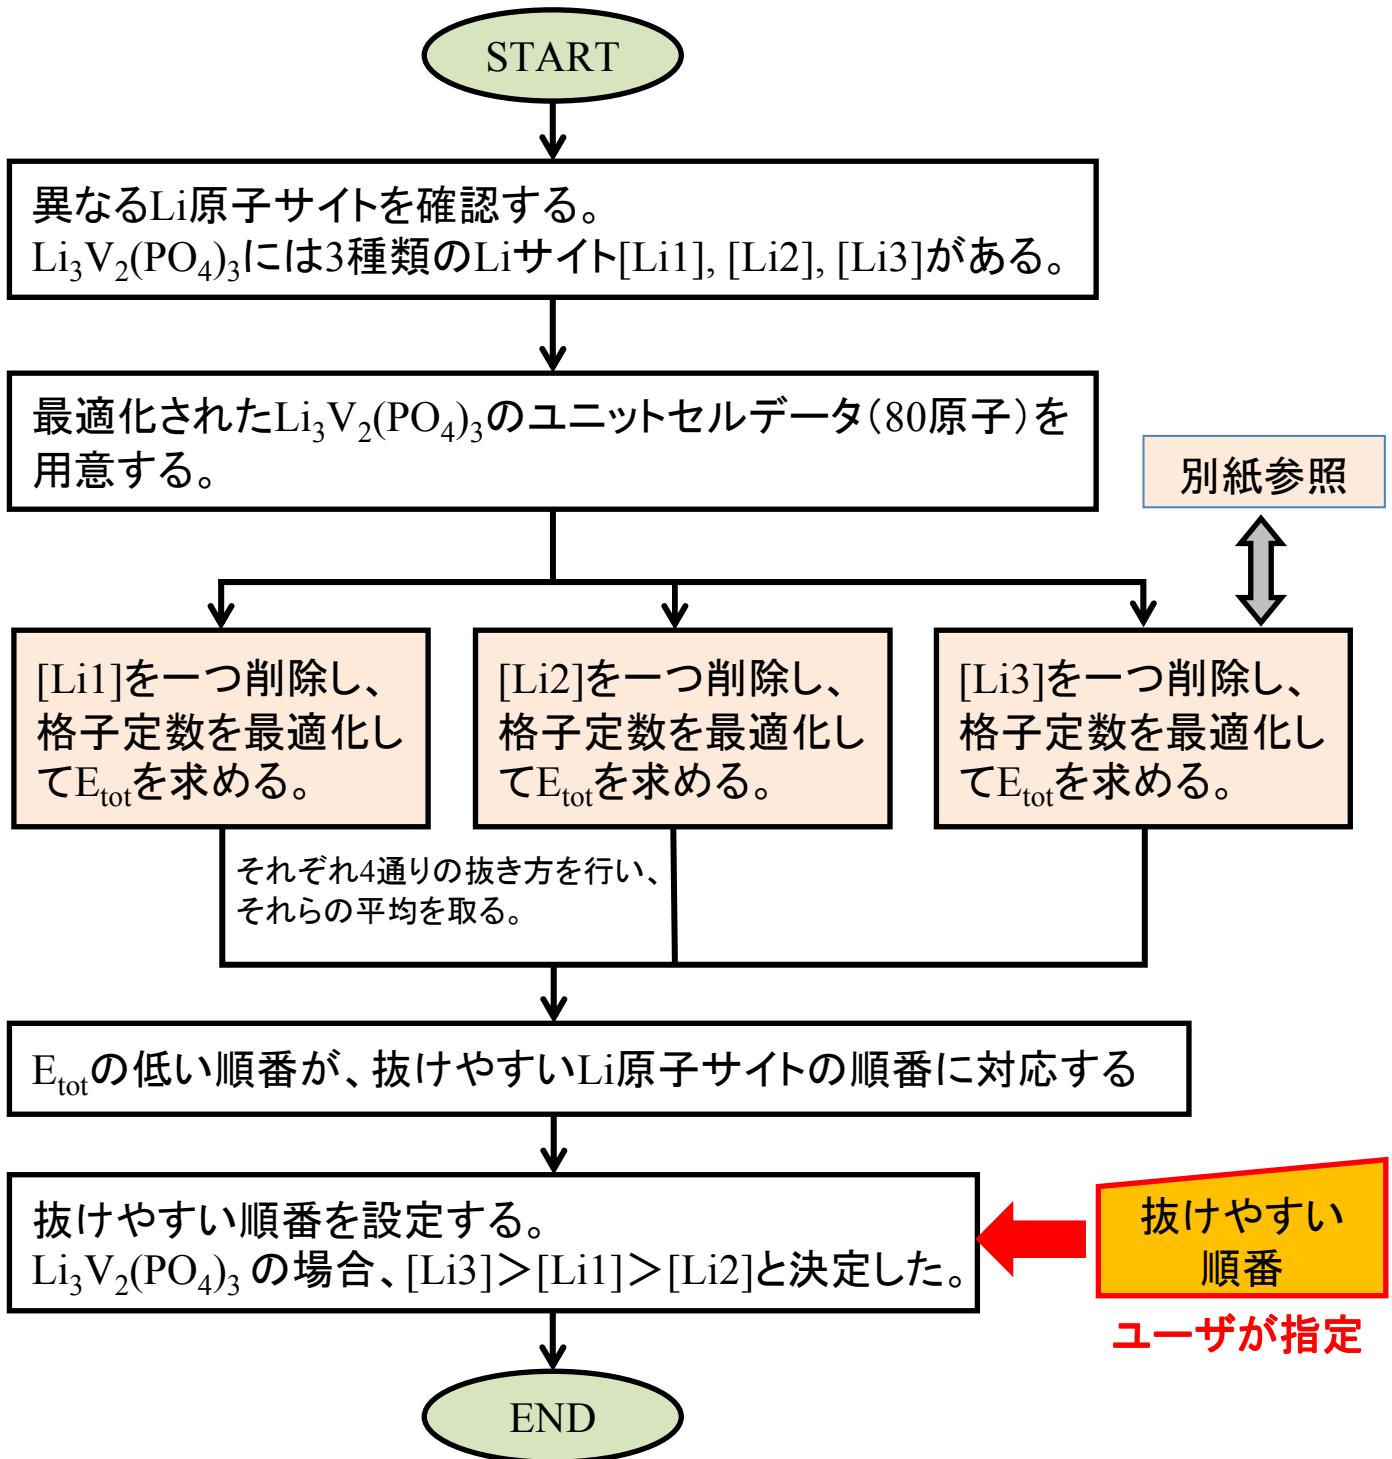 START
異なるLi原子サイトを確認する。
Li₃V₂(PO₄)₃には3種類のLiサイト[Li1], [Li2], [Li3]がある。
最適化されたLi₃V₂(PO₄)₃のユニットセルデータ(80原子)を
用意する。
別紙参照
[Li1]を一つ削除し、
格子定数を最適化し
てE_totを求める。
[Li2]を一つ削除し、
格子定数を最適化し
てE_totを求める。
[Li3]を一つ削除し、
格子定数を最適化し
てE_totを求める。
それぞれ4通りの抜き方を行い、
それらの平均を取る。
E_totの低い順番が、抜けやすいLi原子サイトの順番に対応する
抜けやすい順番を設定する。
Li₃V₂(PO₄)₃の場合、[Li3]>[Li1]>[Li2]と決定した。
抜けやすい
順番
ユーザが指定
END